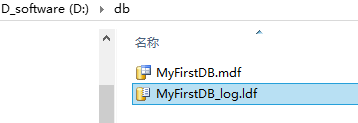 D_software (D:) › db
名称
MyFirstDB.mdf
MyFirstDB_log.ldf